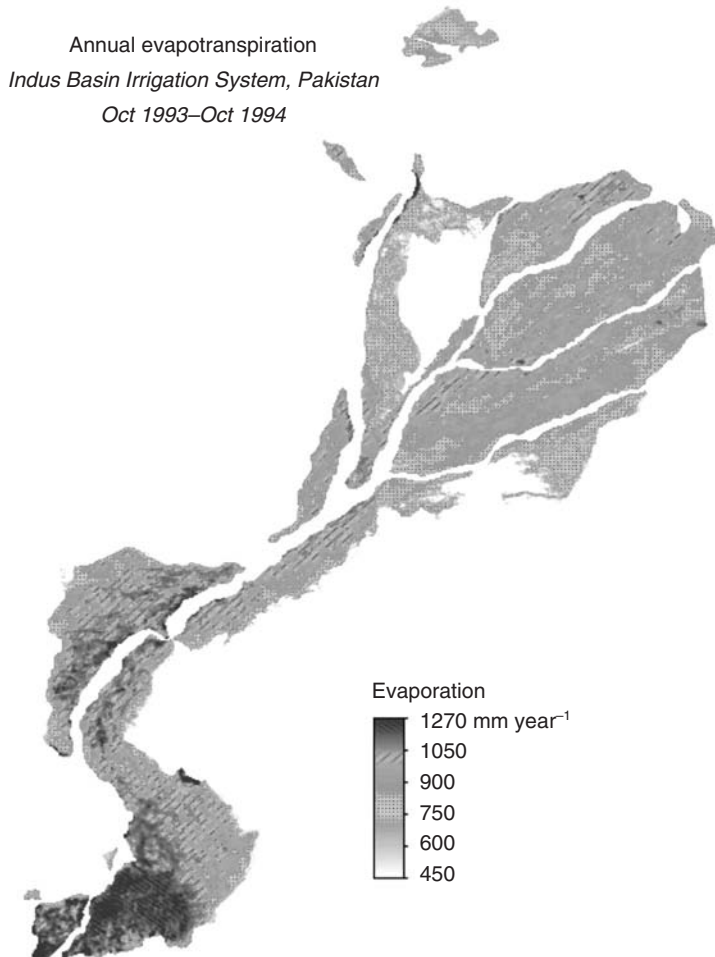 Annual evapotranspiration
Indus Basin Irrigation System, Pakistan
Oct 1993–Oct 1994
Evaporation
1270 mm year⁻¹
1050
900
750
600
450